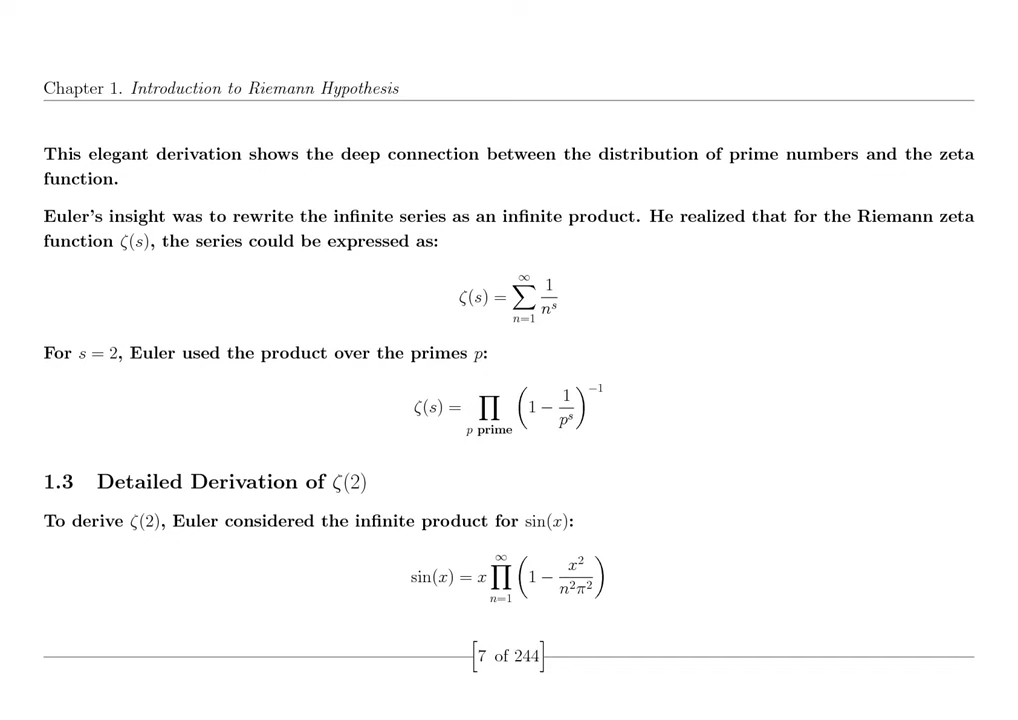 Chapter 1. Introduction to Riemann Hypothesis
This elegant derivation shows the deep connection between the distribution of prime numbers and the zeta
function.
Euler's insight was to rewrite the infinite series as an infinite product. He realized that for the Riemann zeta
function ζ(s), the series could be expressed as:
ζ(s) = ∑_{n=1}^{∞} 1/n^s
For s = 2, Euler used the product over the primes p:
ζ(s) = ∏_{p prime} (1 − 1/p^s)^{−1}
1.3 Detailed Derivation of ζ(2)
To derive ζ(2), Euler considered the infinite product for sin(x):
sin(x) = x ∏_{n=1}^{∞} (1 − x²/(n²π²))
[7 of 244]